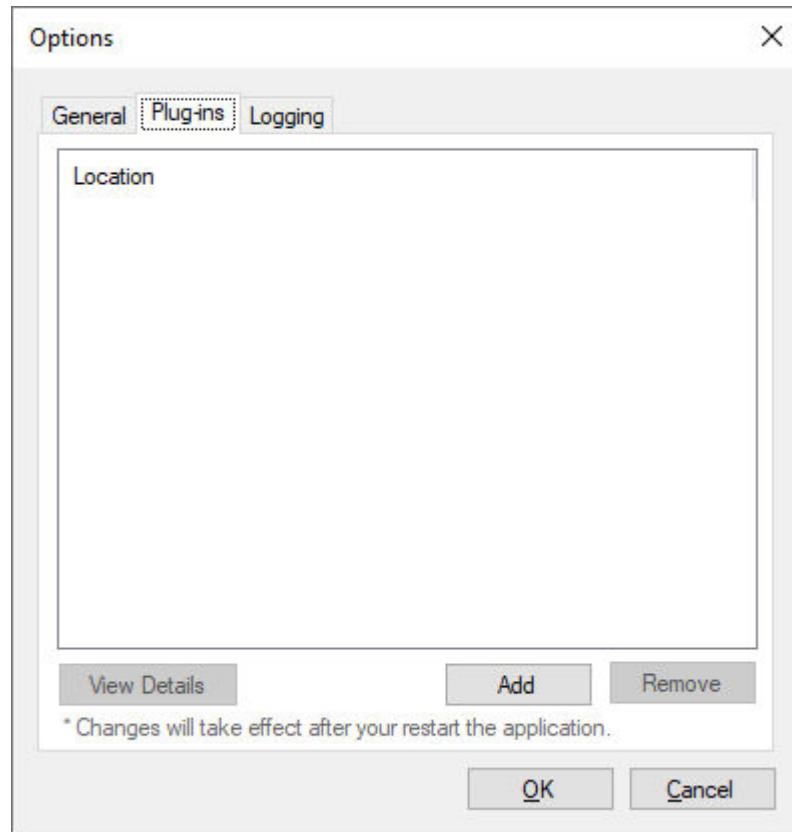 Options
General Plug-ins Logging
Location
View Details Add Remove
* Changes will take effect after your restart the application.
OK Cancel